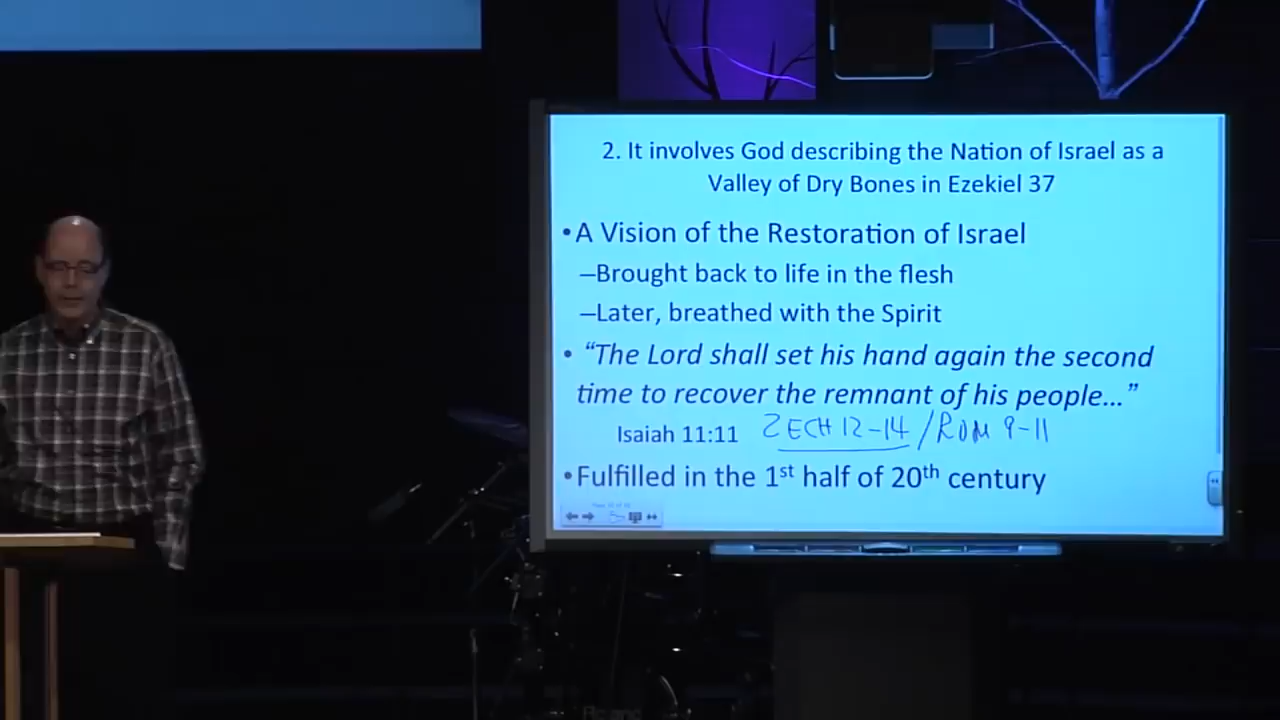 2. It involves God describing the Nation of Israel as a
Valley of Dry Bones in Ezekiel 37
•A Vision of the Restoration of Israel
–Brought back to life in the flesh
–Later, breathed with the Spirit
• “The Lord shall set his hand again the second
time to recover the remnant of his people...”
Isaiah 11:11 ZECH 12-14 / ROM 9-11
•Fulfilled in the 1st half of 20th century